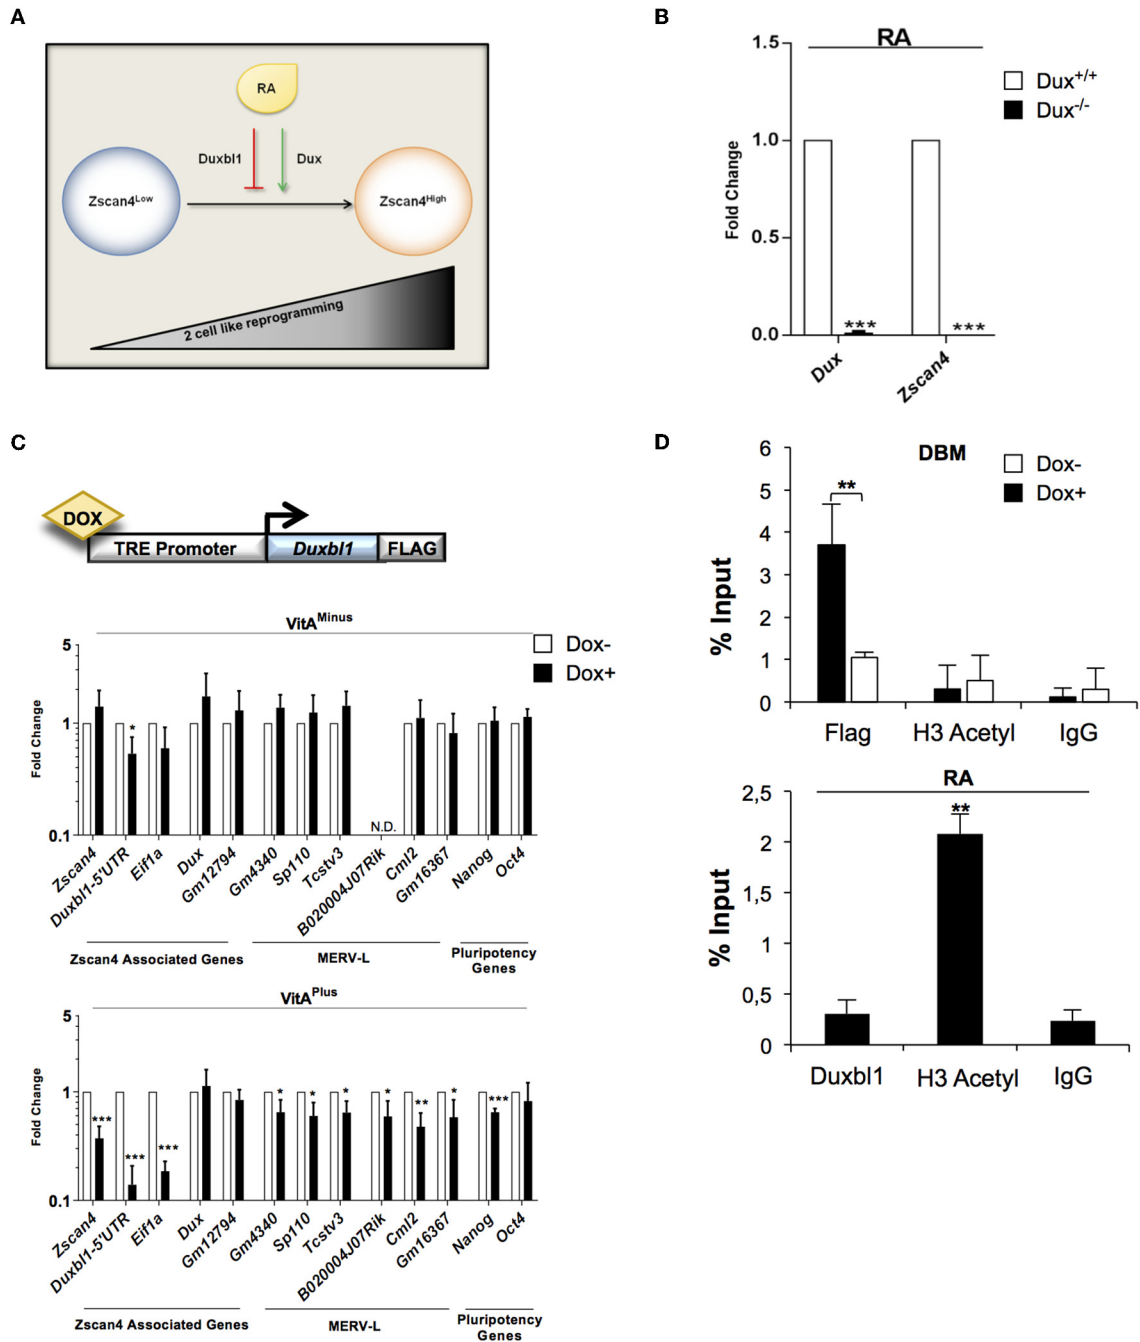 A
RA
Duxbl1
Dux
Zscan4Low
Zscan4High
2 cell like reprogramming
B
RA
Dux+/+
Dux-/-
Fold Change
1.5
1.0
0.5
0.0
***
***
Dux
Zscan4
C
DOX
TRE Promoter
Duxbl1
FLAG
VitAMinus
Dox-
Dox+
Fold Change
5
1
0.1
*
N.D.
Zscan4
Duxbl1-5'UTR
Eif1a
Dux
Gm12794
Gm4340
Sp110
Tcstv3
B020004J07Rik
Cml2
Gm16367
Nanog
Oct4
Zscan4 Associated Genes
MERV-L
Pluripotency
Genes
VitAPlus
Fold Change
5
1
0.1
***
***
***
*
*
*
*
**
*
***
Zscan4
Duxbl1-5'UTR
Eif1a
Dux
Gm12794
Gm4340
Sp110
Tcstv3
B020004J07Rik
Cml2
Gm16367
Nanog
Oct4
Zscan4 Associated Genes
MERV-L
Pluripotency
Genes
D
DBM
Dox-
Dox+
% Input
6
5
4
3
2
1
0
**
Flag
H3 Acetyl
IgG
RA
% Input
2,5
2
1,5
1
0,5
0
**
Duxbl1
H3 Acetyl
IgG